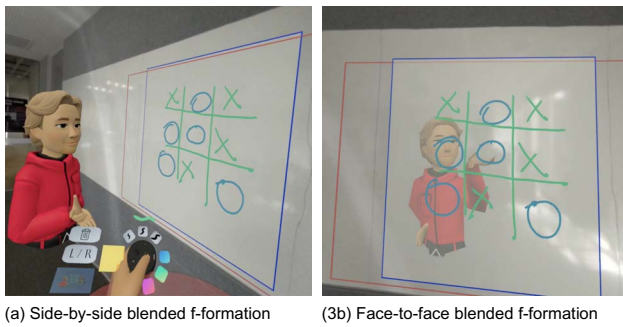 X O X
O O X
O X O
L/R
X O X
O O X
O X O
(a) Side-by-side blended f-formation
(3b) Face-to-face blended f-formation